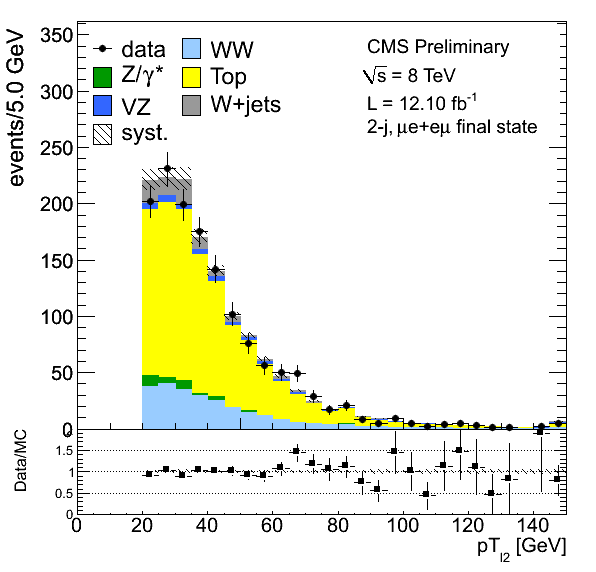 events/5.0 GeV
350
300
250
200
150
100
50
0
data
WW
Z/γ*
Top
VZ
W+jets
syst.
CMS Preliminary
√s = 8 TeV
L = 12.10 fb⁻¹
2-j, μe+eμ final state
Data/MC
1.5
1
0.5
0
0
20
40
60
80
100
120
140
pT_l2 [GeV]